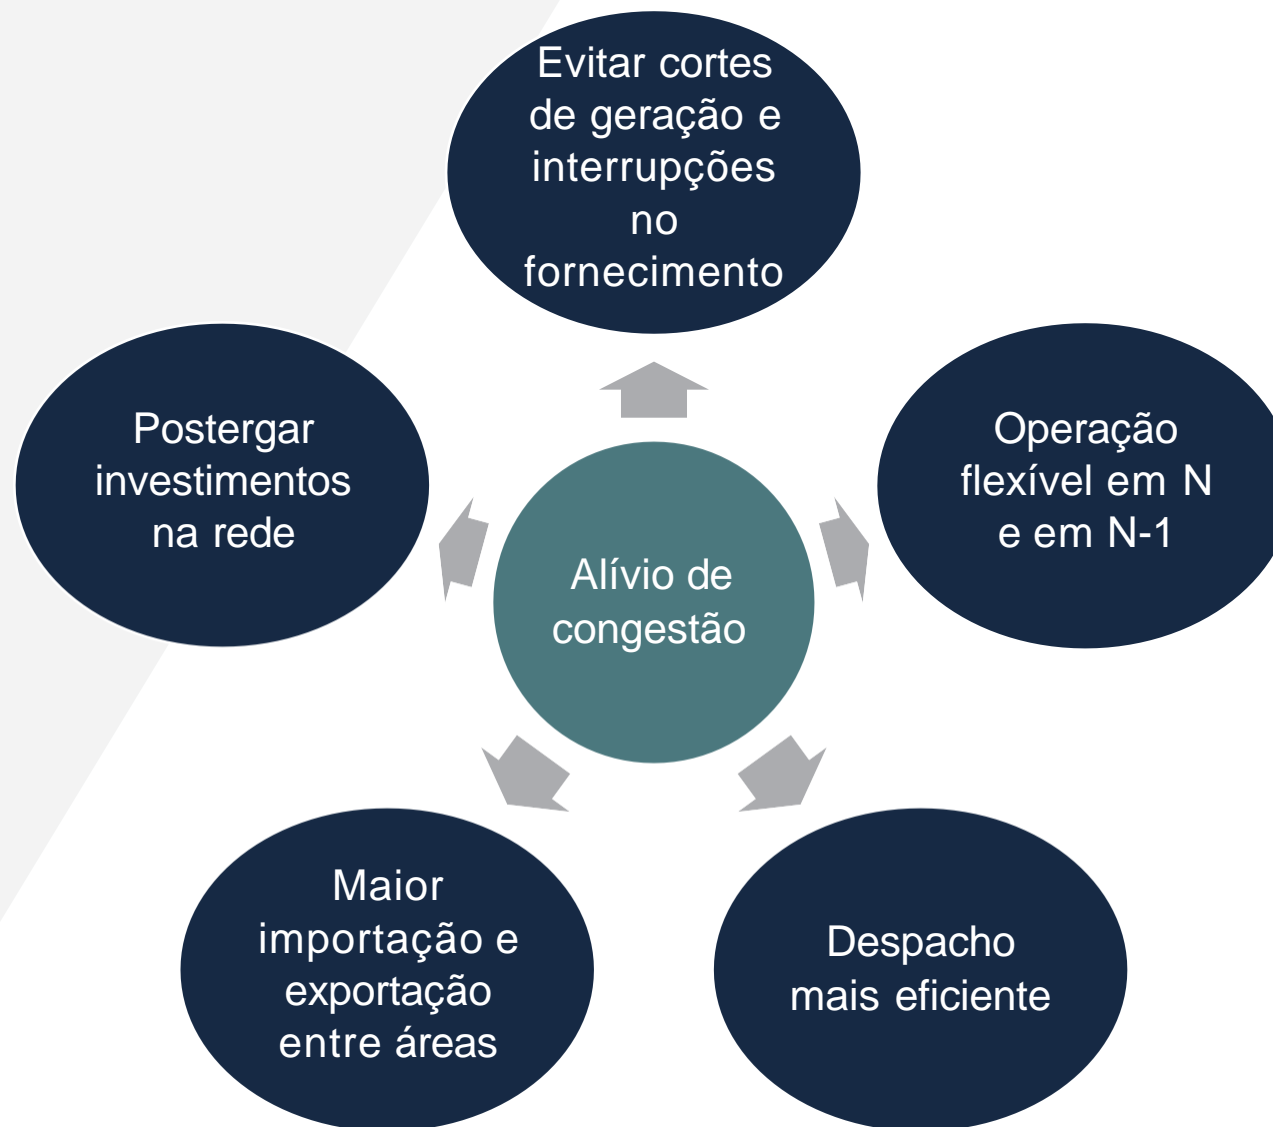 Evitar cortes
de geração e
interrupções
no
fornecimento
Postergar
investimentos
na rede
Operação
flexível em N
e em N-1
Alívio de
congestão
Maior
importação e
exportação
entre áreas
Despacho
mais eficiente